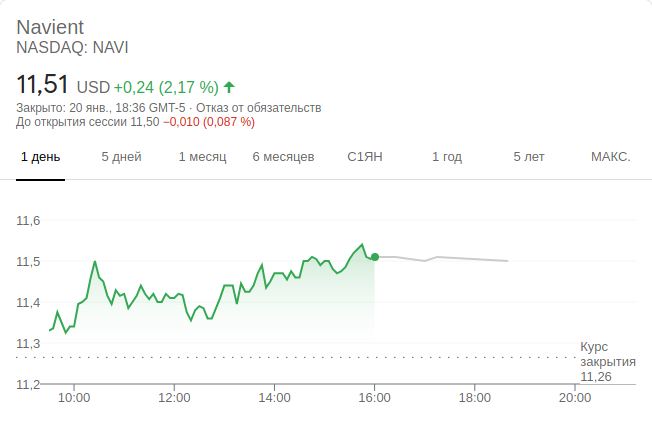 Navient
NASDAQ: NAVI
11,51 USD +0,24 (2,17 %)
Закрыто: 20 янв., 18:36 GMT-5 · Отказ от обязательств
До открытия сессии 11,50 −0,010 (0,087 %)
1 день 5 дней 1 месяц 6 месяцев С1ЯН 1 год 5 лет МАКС.
11,6
11,5
11,4
11,3
11,2
Курс
закрытия
11,26
10:00 12:00 14:00 16:00 18:00 20:00